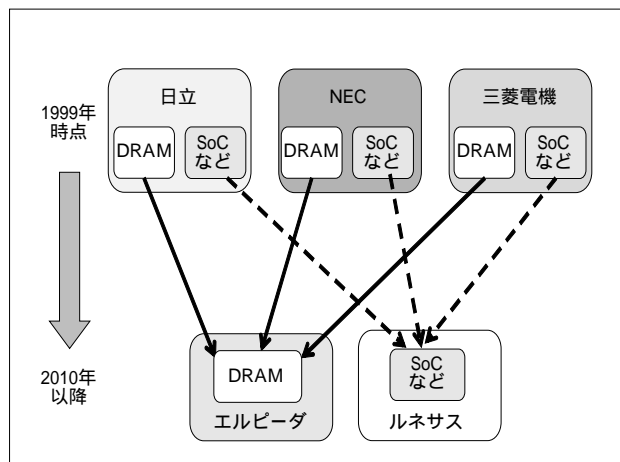 日立
NEC
三菱電機
1999年
時点
DRAM
SoC
など
DRAM
SoC
など
DRAM
SoC
など
2010年
以降
DRAM
エルピーダ
SoC
など
ルネサス